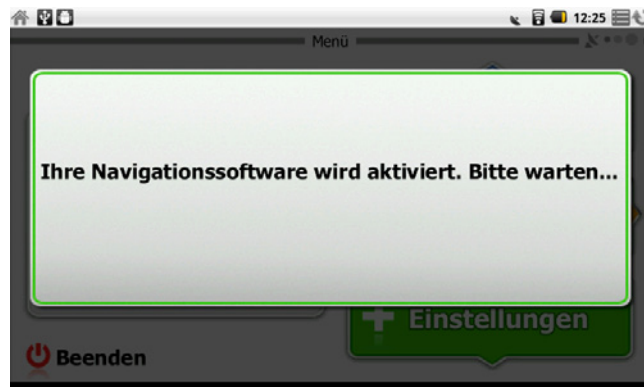 12:25
Menü
Ihre Navigationssoftware wird aktiviert. Bitte warten...
Einstellungen
Beenden